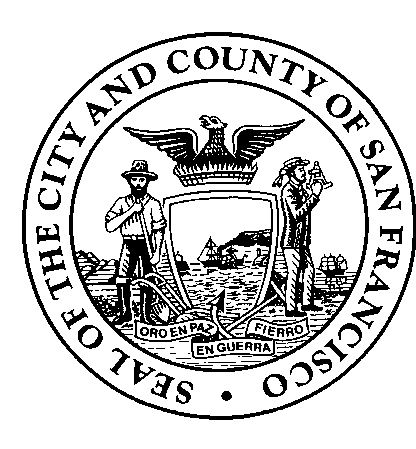 SEAL OF THE CITY AND COUNTY OF SAN FRANCISCO
ORO EN PAZ
FIERRO
EN GUERRA